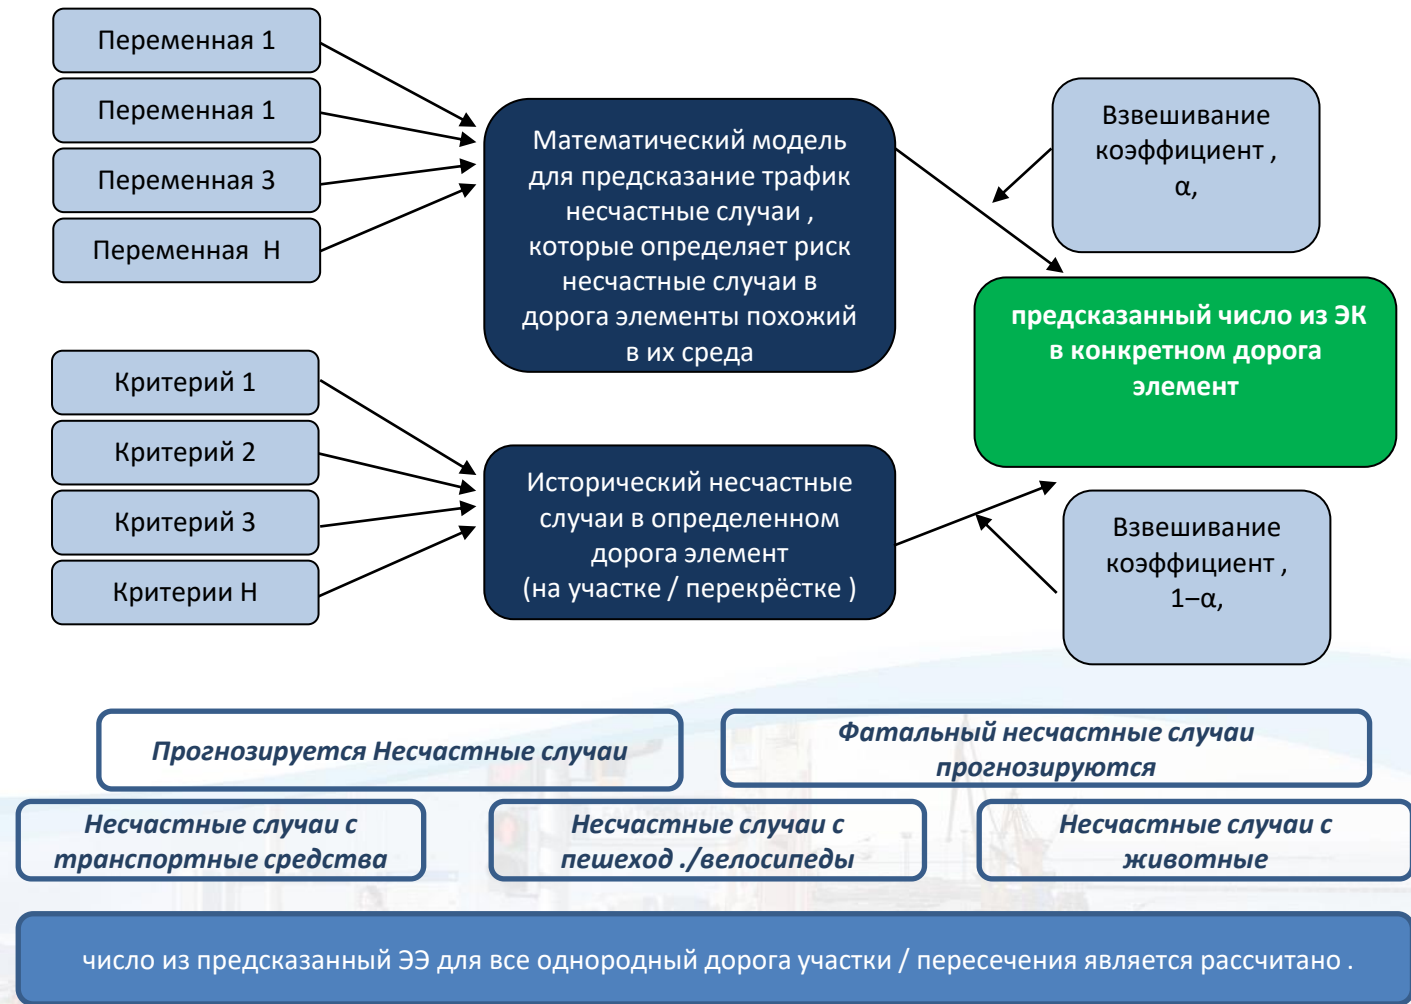 Переменная 1
Переменная 1
Переменная 3
Переменная Н
Математический модель
для предсказание трафик
несчастные случаи ,
которые определяет риск
несчастные случаи в
дорога элементы похожий
в их среда
Взвешивание
коэффициент ,
α,
предсказанный число из ЭК
в конкретном дорога
элемент
Критерий 1
Критерий 2
Критерий 3
Критерии Н
Исторический несчастные
случаи в определенном
дорога элемент
(на участке / перекрёстке )
Взвешивание
коэффициент ,
1–α,
Прогнозируется Несчастные случаи
Фатальный несчастные случаи
прогнозируются
Несчастные случаи с
транспортные средства
Несчастные случаи с
пешеход ./велосипеды
Несчастные случаи с
животные
число из предсказанный ЭЭ для все однородный дорога участки / пересечения является рассчитано .